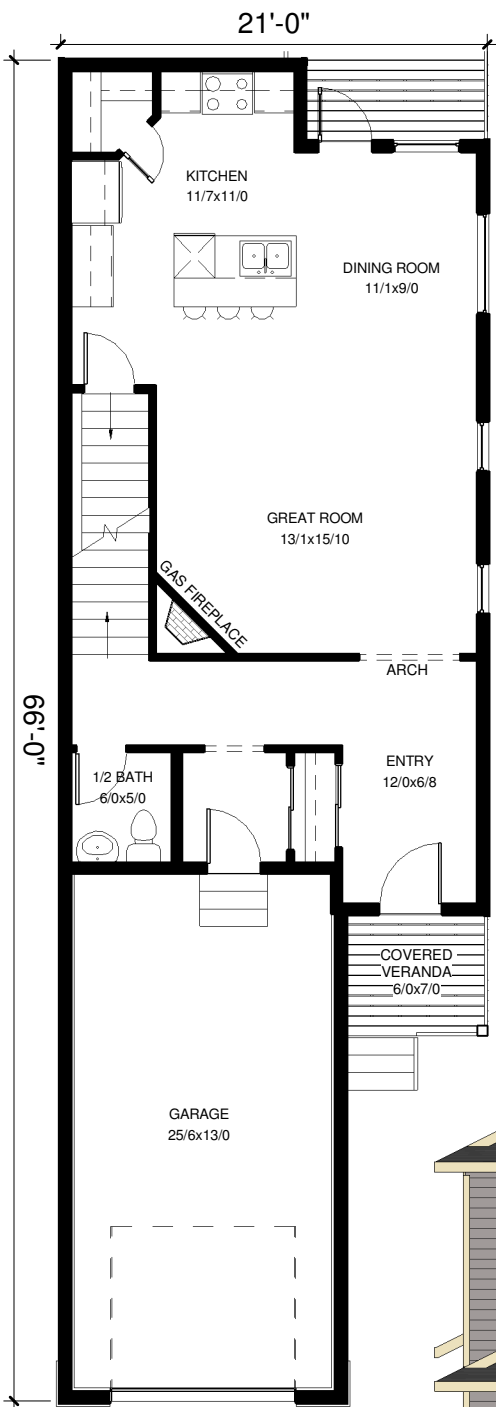 21'-0"
KITCHEN
11/7x11/0
DINING ROOM
11/1x9/0
GREAT ROOM
13/1x15/10
GAS FIREPLACE
ARCH
66'-0"
1/2 BATH
6/0x5/0
ENTRY
12/0x6/8
COVERED
VERANDA
6/0x7/0
GARAGE
25/6x13/0